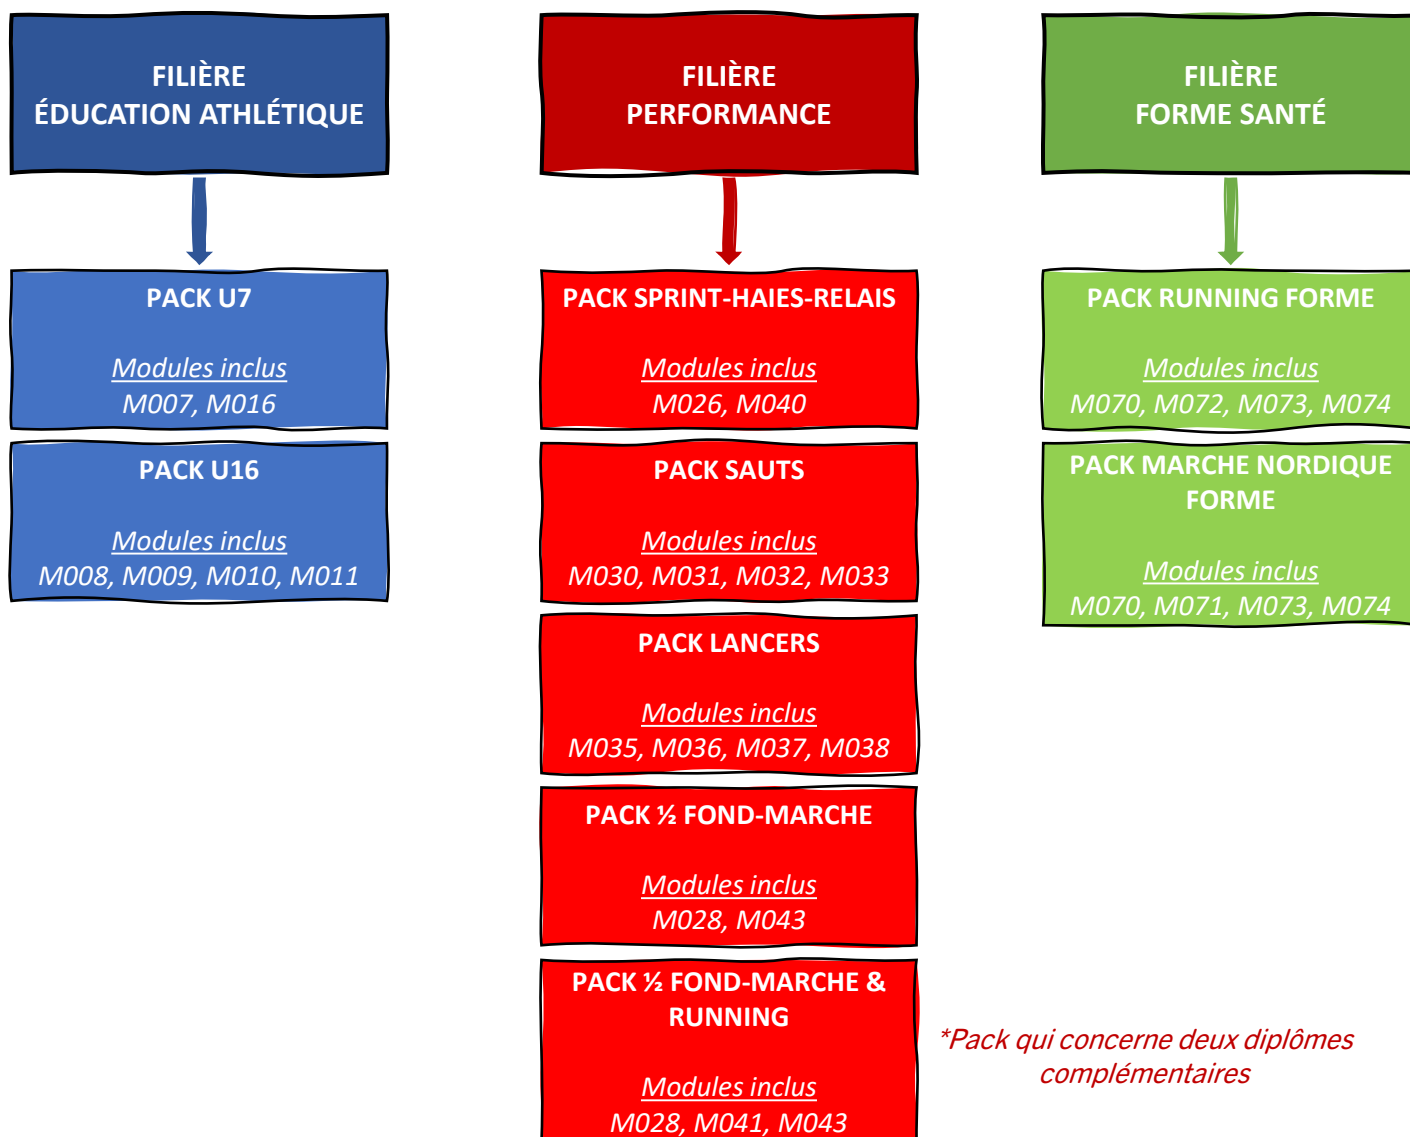 FILIÈRE
ÉDUCATION ATHLÉTIQUE
PACK U7
Modules inclus
M007, M016
PACK U16
Modules inclus
M008, M009, M010, M011
FILIÈRE
PERFORMANCE
PACK SPRINT-HAIES-RELAIS
Modules inclus
M026, M040
PACK SAUTS
Modules inclus
M030, M031, M032, M033
PACK LANCERS
Modules inclus
M035, M036, M037, M038
PACK ½ FOND-MARCHE
Modules inclus
M028, M043
PACK ½ FOND-MARCHE &
RUNNING
Modules inclus
M028, M041, M043
*Pack qui concerne deux diplômes
complémentaires
FILIÈRE
FORME SANTÉ
PACK RUNNING FORME
Modules inclus
M070, M072, M073, M074
PACK MARCHE NORDIQUE
FORME
Modules inclus
M070, M071, M073, M074